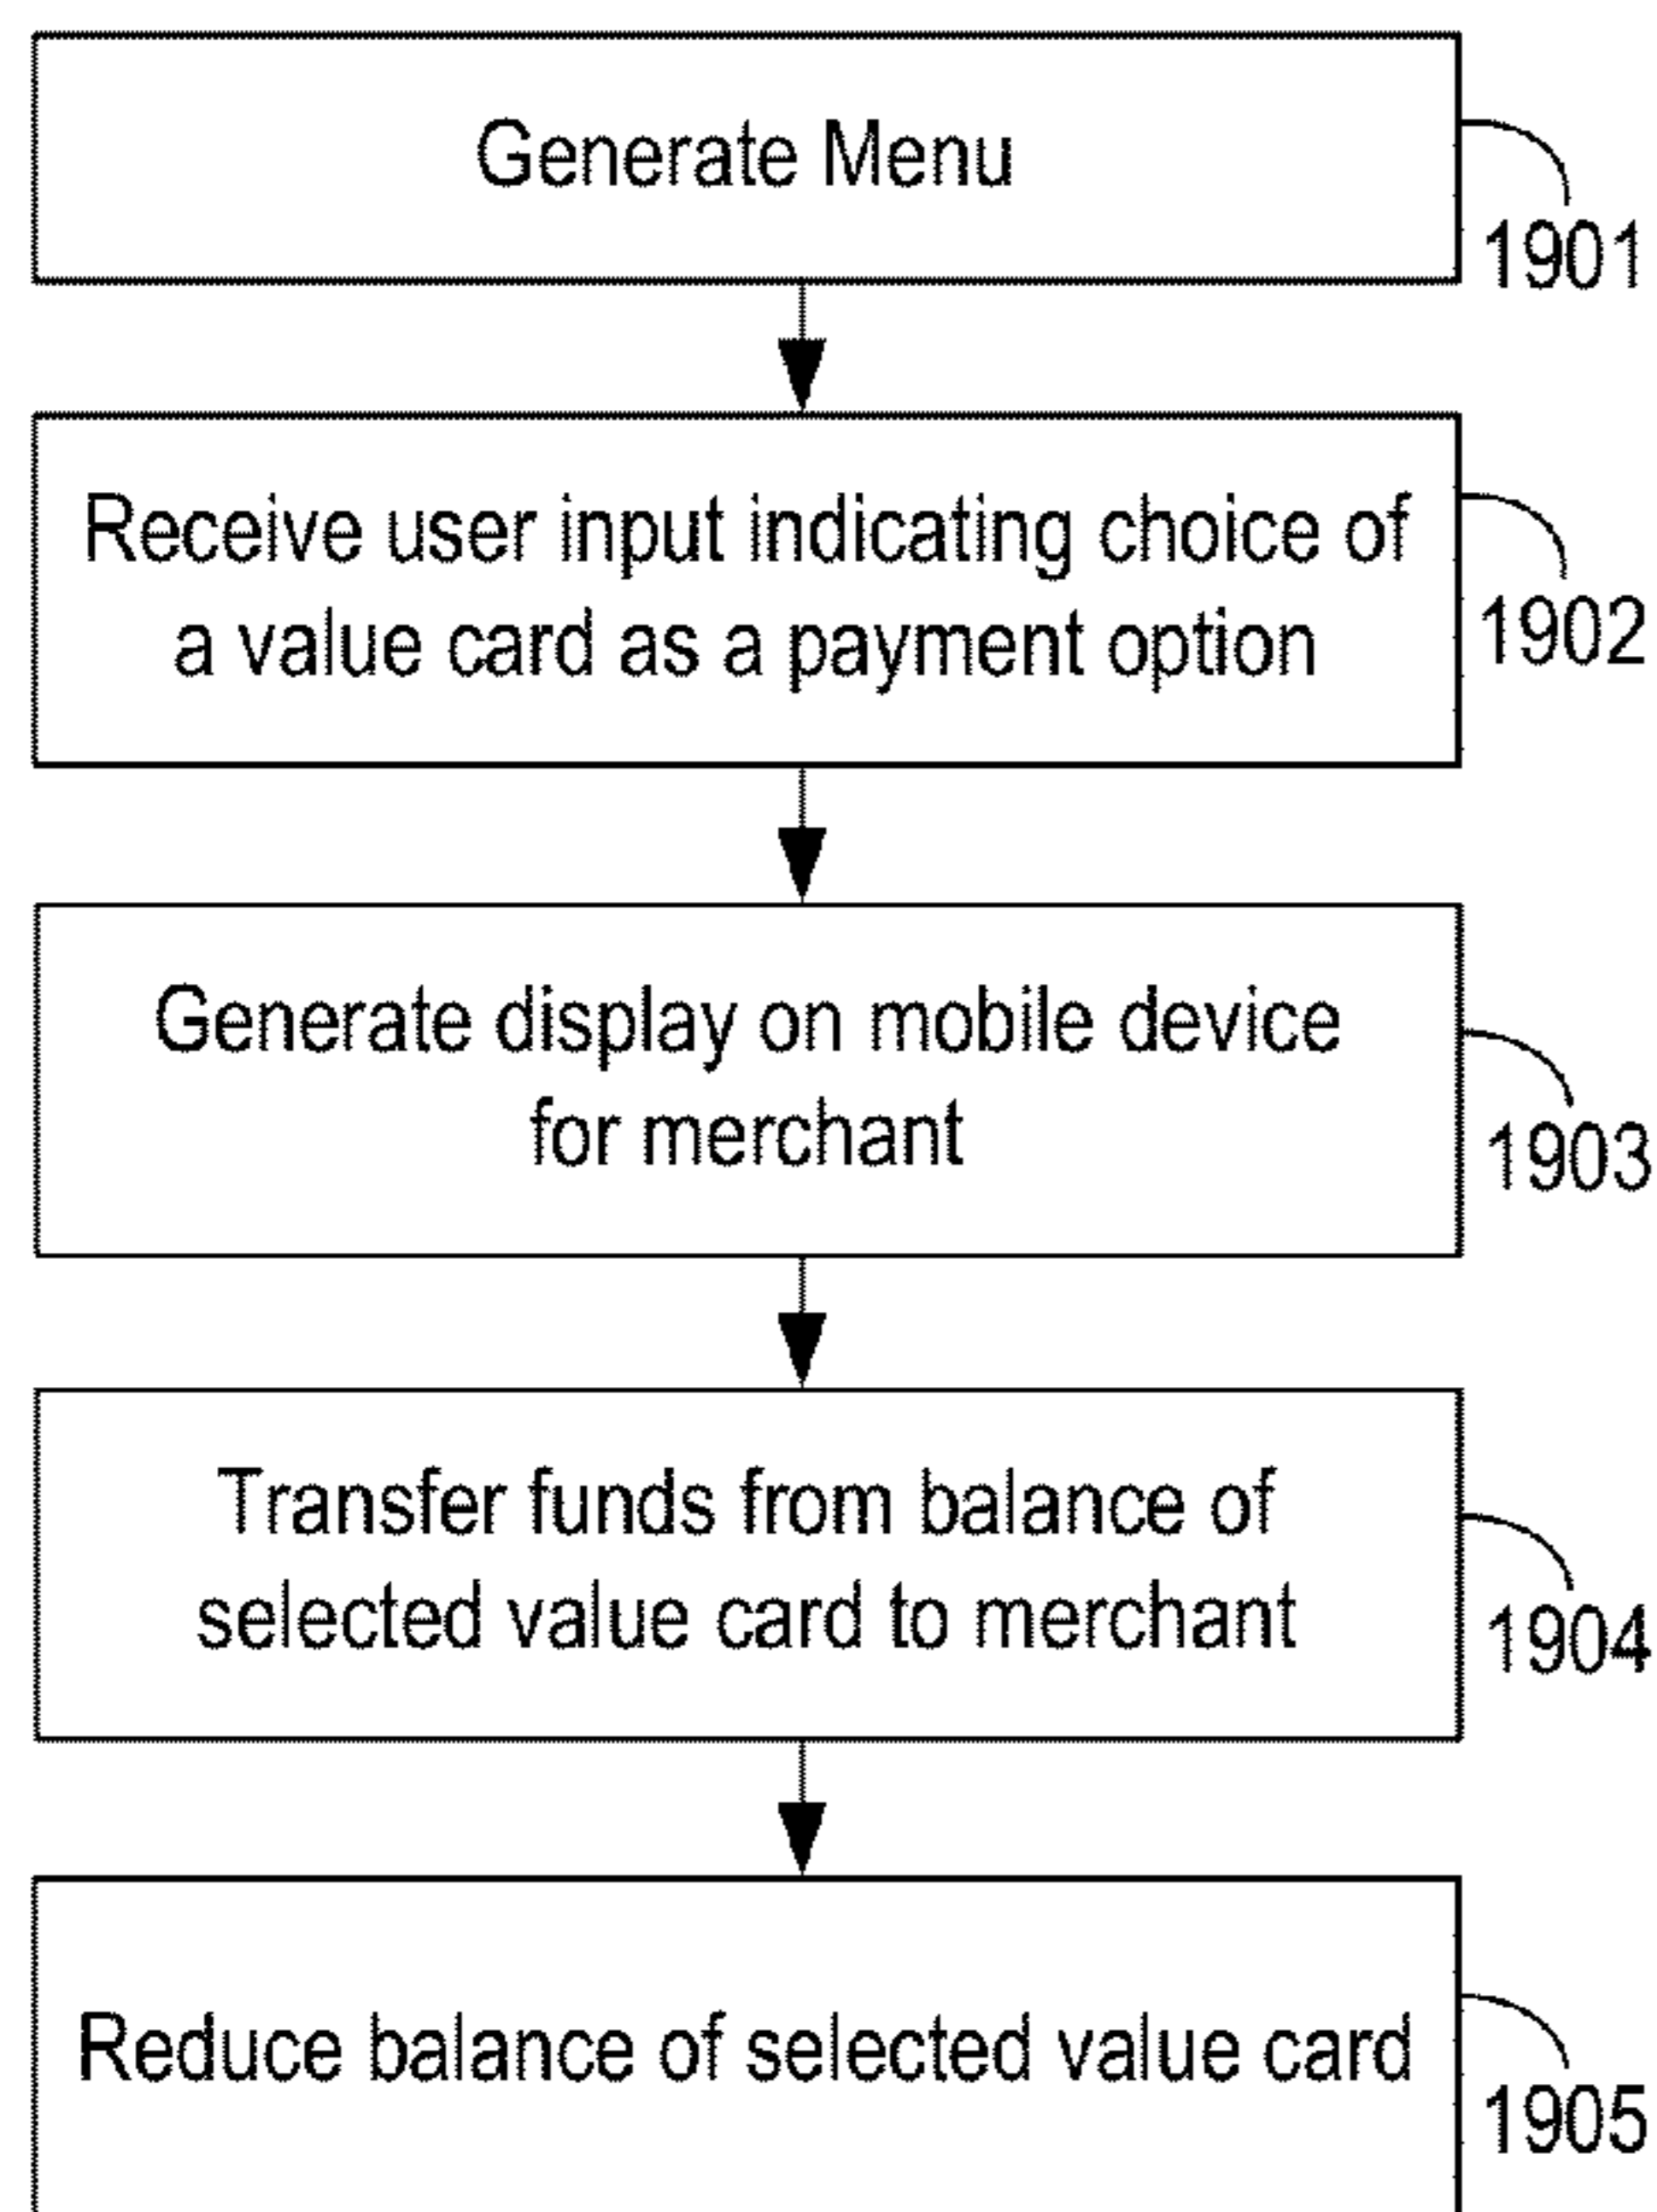 Generate Menu
1901
Receive user input indicating choice of
a value card as a payment option
1902
Generate display on mobile device
for merchant
1903
Transfer funds from balance of
selected value card to merchant
1904
Reduce balance of selected value card
1905